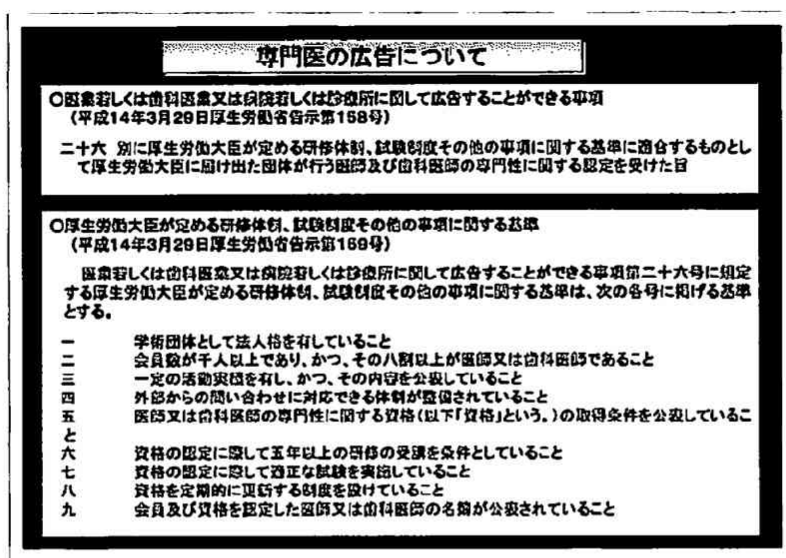 専門医の広告について
○医業若しくは歯科医業又は病院若しくは診療所に関して広告することができる事項
(平成14年3月29日厚生労働省告示第158号)
二十六 別に厚生労働大臣が定める研修体制、試験制度その他の事項に関する基準に適合するものとし
て厚生労働大臣に届け出た団体が行う医師及び歯科医師の専門性に関する認定を受けた旨
○厚生労働大臣が定める研修体制、試験制度その他の事項に関する基準
(平成14年3月29日厚生労働省告示第159号)
医業若しくは歯科医業又は病院若しくは診療所に関して広告することができる事項第二十六号に規定
する厚生労働大臣が定める研修体制、試験制度その他の事項に関する基準は、次の各号に掲げる基準
とする。
一 学術団体として法人格を有していること
二 会員数が千人以上であり、かつ、その八割以上が医師又は歯科医師であること
三 一定の活動実績を有し、かつ、その内容を公表していること
四 外部からの問い合わせに対応できる体制が整備されていること
五 医師又は歯科医師の専門性に関する資格(以下「資格」という。)の取得条件を公表しているこ
と
六 資格の認定に際して五年以上の研修の受講を条件としていること
七 資格の認定に際して適正な試験を実施していること
八 資格を定期的に更新する制度を設けていること
九 会員及び資格を認定した医師又は歯科医師の名簿が公表されていること